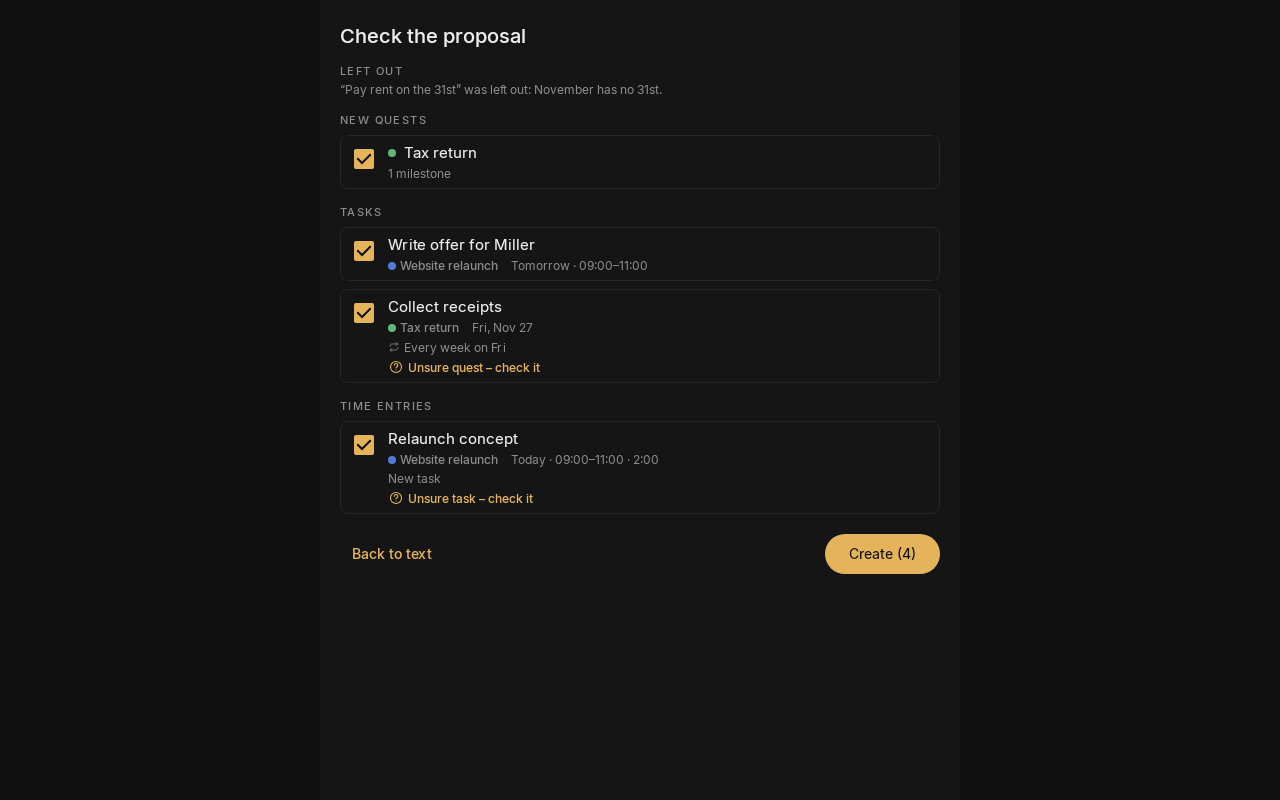 Check the proposal
LEFT OUT
“Pay rent on the 31st” was left out: November has no 31st.
NEW QUESTS
Tax return
1 milestone
TASKS
Write offer for Miller
Website relaunch Tomorrow · 09:00–11:00
Collect receipts
Tax return Fri, Nov 27
Every week on Fri
Unsure quest – check it
TIME ENTRIES
Relaunch concept
Website relaunch Today · 09:00–11:00 · 2:00
New task
Unsure task – check it
Back to text Create (4)